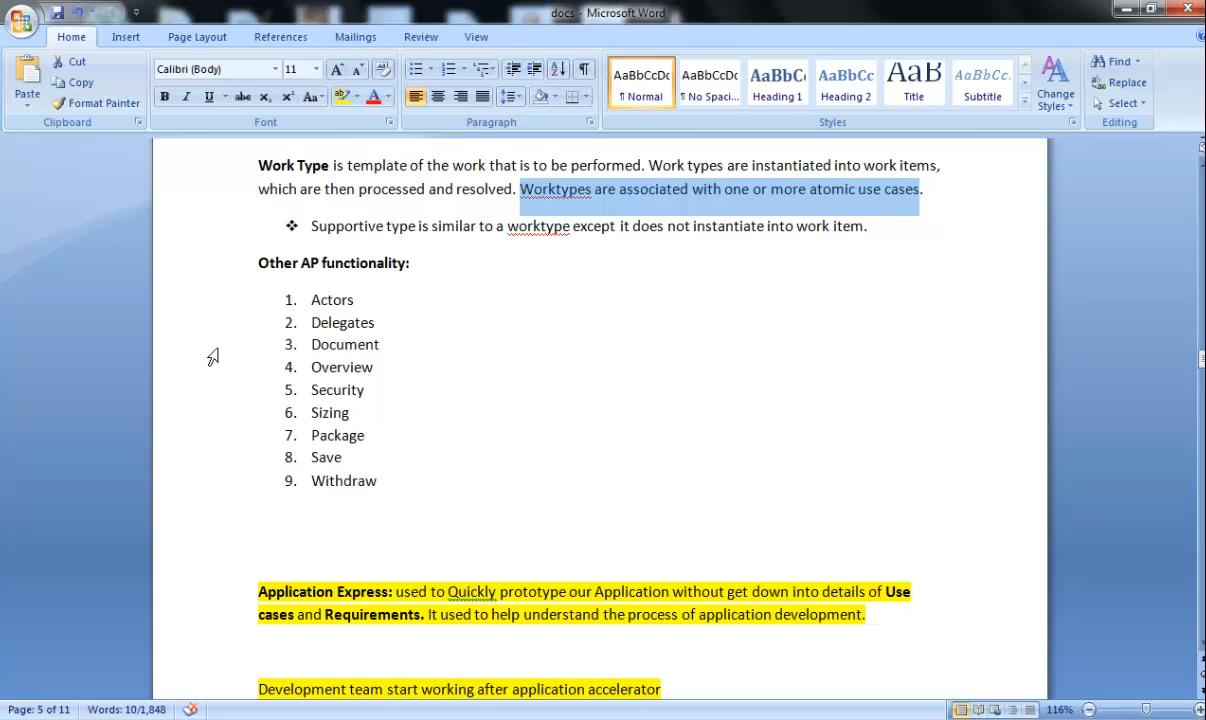 docs - Microsoft Word
Home Insert Page Layout References Mailings Review View
Paste
Cut
Copy
Format Painter
Clipboard
Calibri (Body) 11
B I U abc x₂ x² Aa
Font
Paragraph
AaBbCcDc AaBbCcDc AaBbC AaBbCc AaB AaBbCc.
¶ Normal ¶ No Spaci... Heading 1 Heading 2 Title Subtitle
Change
Styles
Styles
Find
Replace
Select
Editing
Work Type is template of the work that is to be performed. Work types are instantiated into work items,
which are then processed and resolved. Worktypes are associated with one or more atomic use cases.
❖ Supportive type is similar to a worktype except it does not instantiate into work item.
Other AP functionality:
1. Actors
2. Delegates
3. Document
4. Overview
5. Security
6. Sizing
7. Package
8. Save
9. Withdraw
Application Express: used to Quickly prototype our Application without get down into details of Use
cases and Requirements. It used to help understand the process of application development.
Development team start working after application accelerator
Page: 5 of 11 Words: 10/1,848 116%